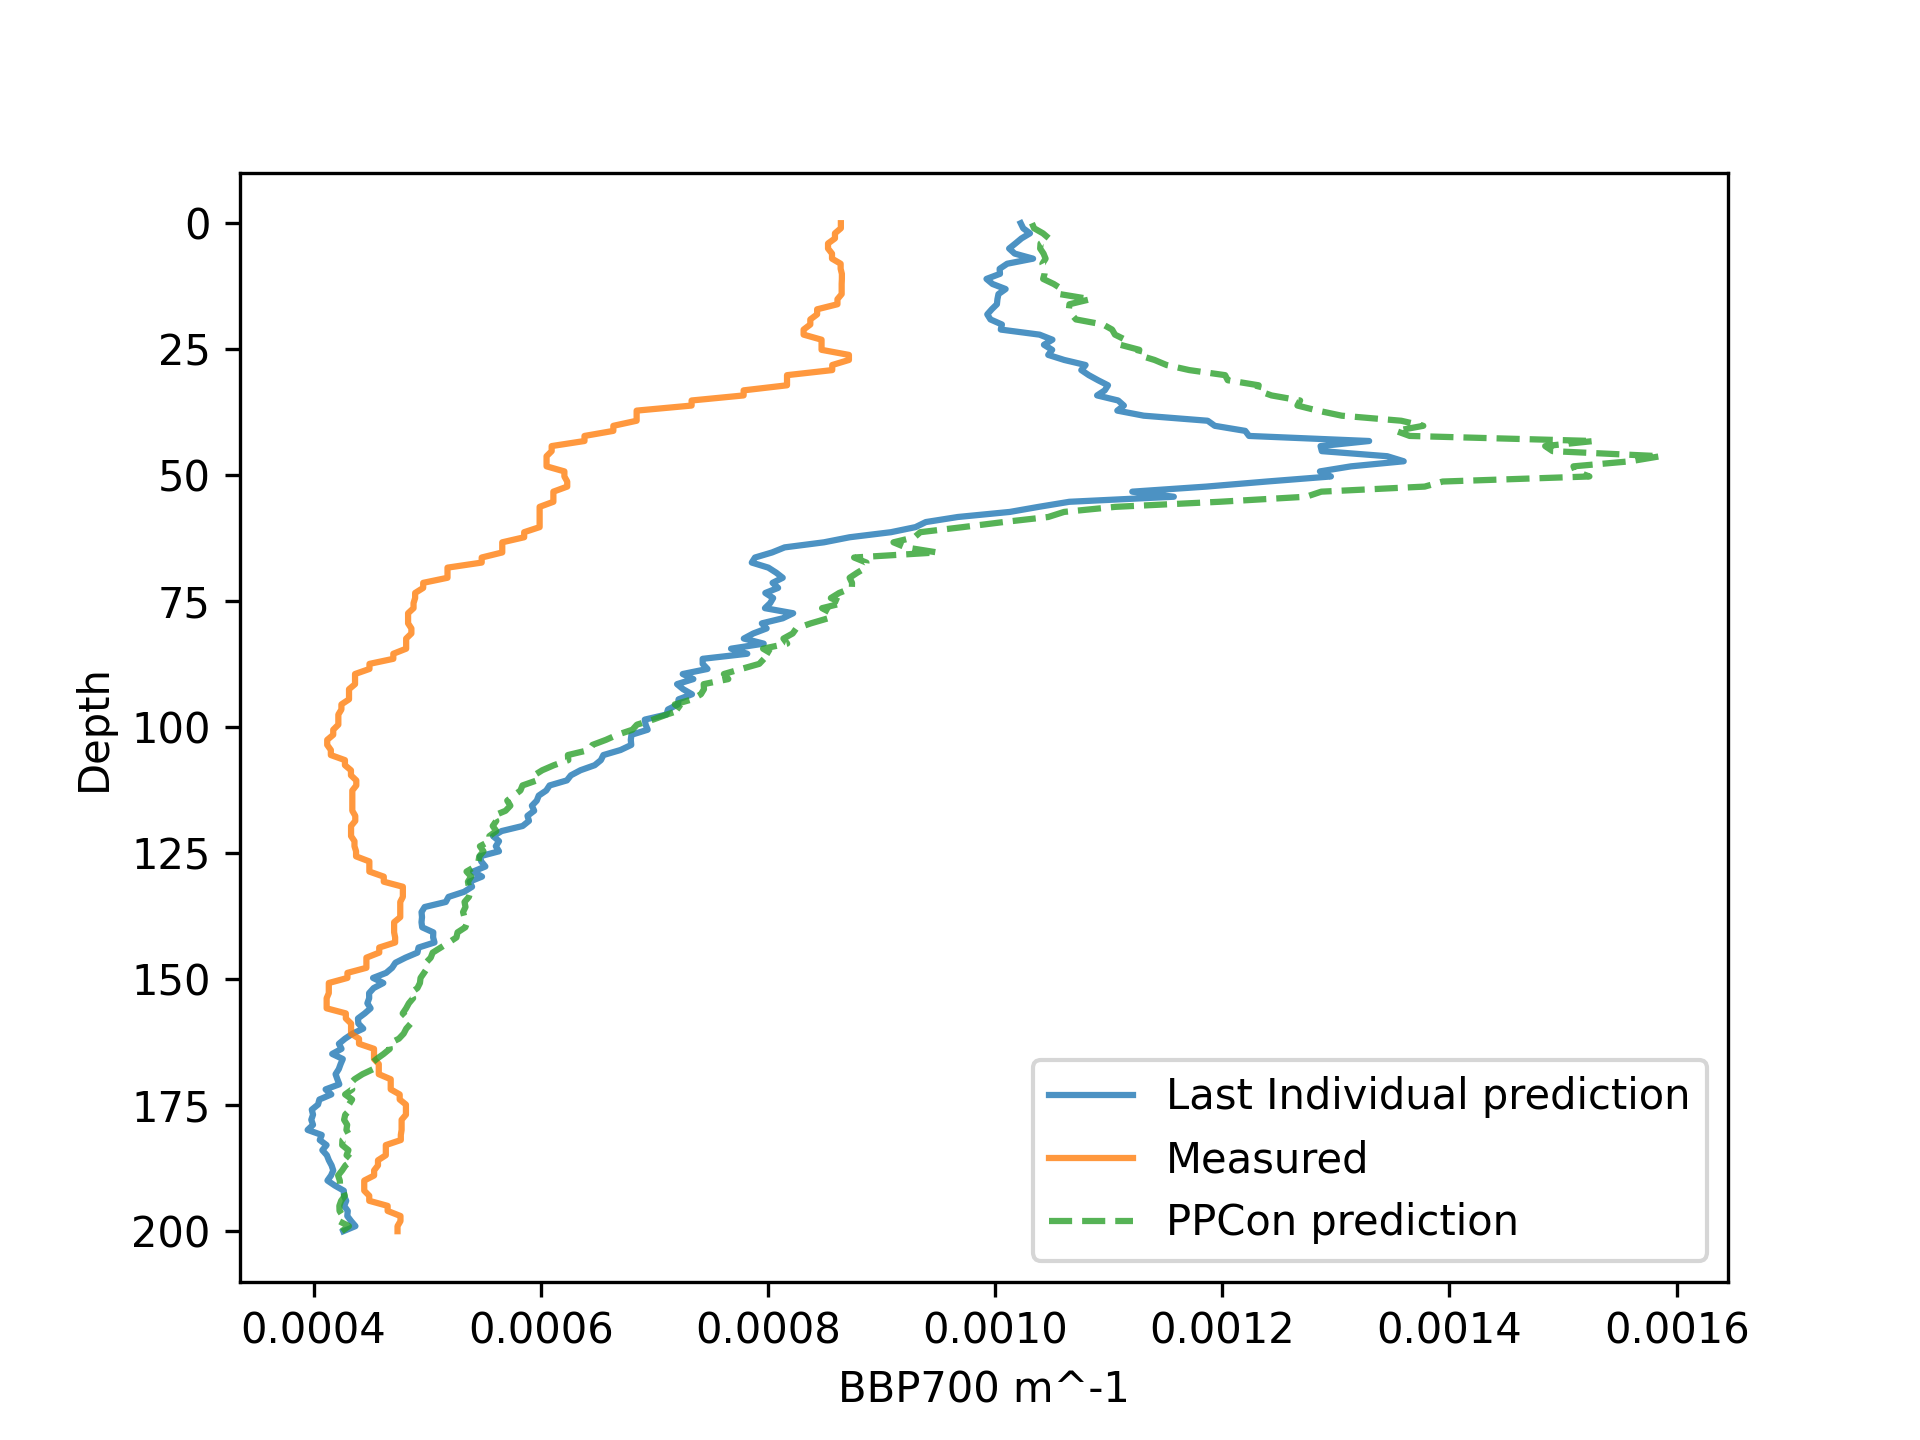 0
25
50
75
100
125
150
175
200
Depth
0.0004 0.0006 0.0008 0.0010 0.0012 0.0014 0.0016
BBP700 m^-1
Last Individual prediction
Measured
PPCon prediction